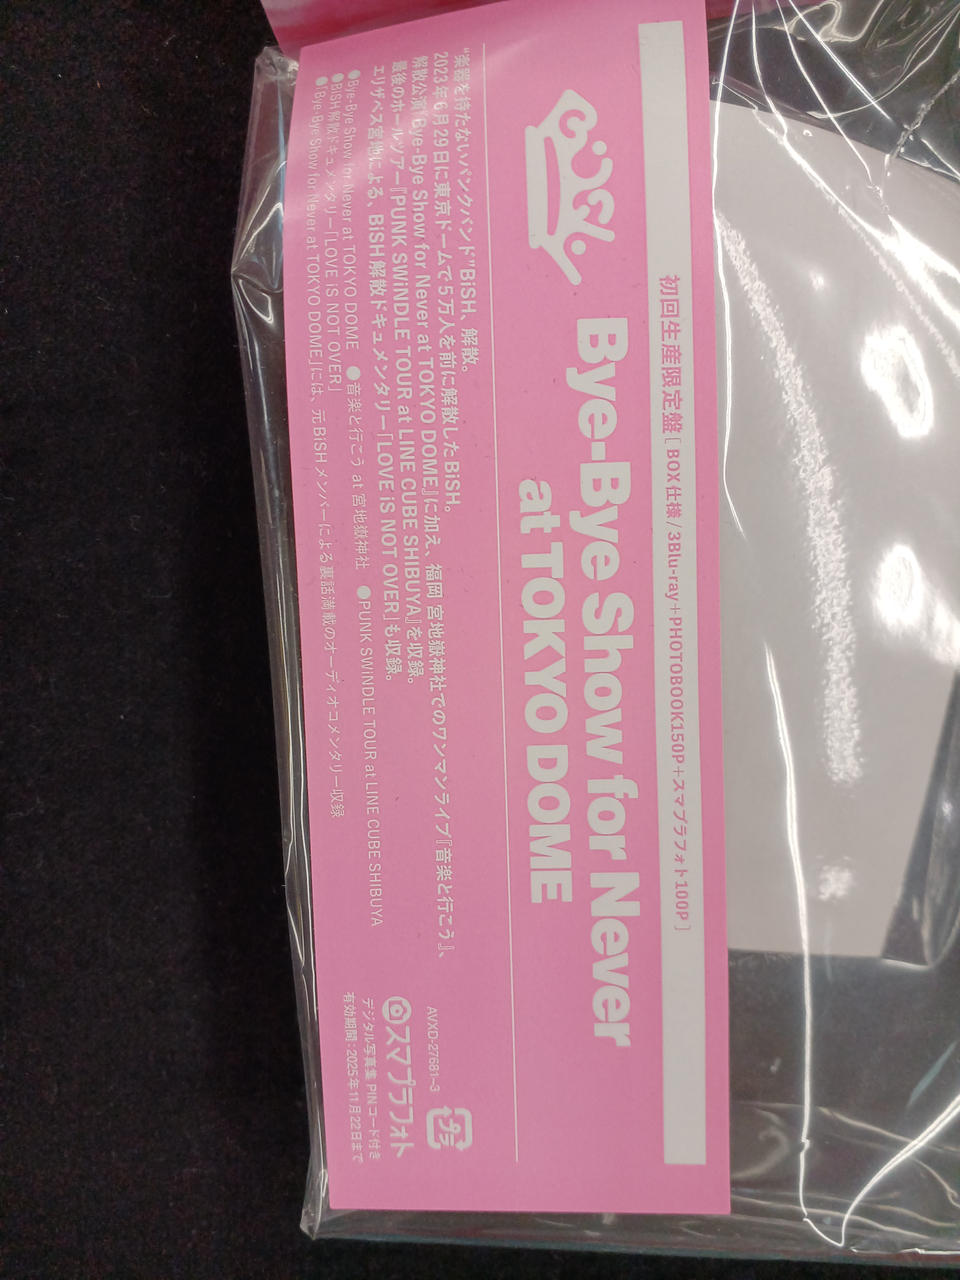 初回生産限定盤[BOX仕様/3Blu-ray+PHOTOBOOK150P+スマプラフォト100P]
BiSH
Bye-Bye Show for Never
at TOKYO DOME
“楽器を持たないパンクバンド”BiSH、解散。
2023年6月29日に東京ドームで5万人を前に解散したBiSH。
解散公演『Bye-Bye Show for Never at TOKYO DOME』に加え、福岡 宮地嶽神社でのワンマンライブ『音楽と行こう』、
最後のホールツアー『PUNK SWiNDLE TOUR at LINE CUBE SHIBUYA』を収録。
エリザベス宮地による、BiSH解散ドキュメンタリー「LOVE iS NOT OVER」も収録。
●Bye-Bye Show for Never at TOKYO DOME ●音楽と行こう at 宮地嶽神社 ●PUNK SWiNDLE TOUR at LINE CUBE SHIBUYA
●BiSH解散ドキュメンタリー「LOVE iS NOT OVER」
●「Bye-Bye Show for Never at TOKYO DOME」には、元BiSHメンバーによる裏話満載のオーディオコメンタリー収録
AVXD-27681~3
プラ
スマプラフォト
デジタル写真集 PINコード付き
有効期間:2025年11月22日まで